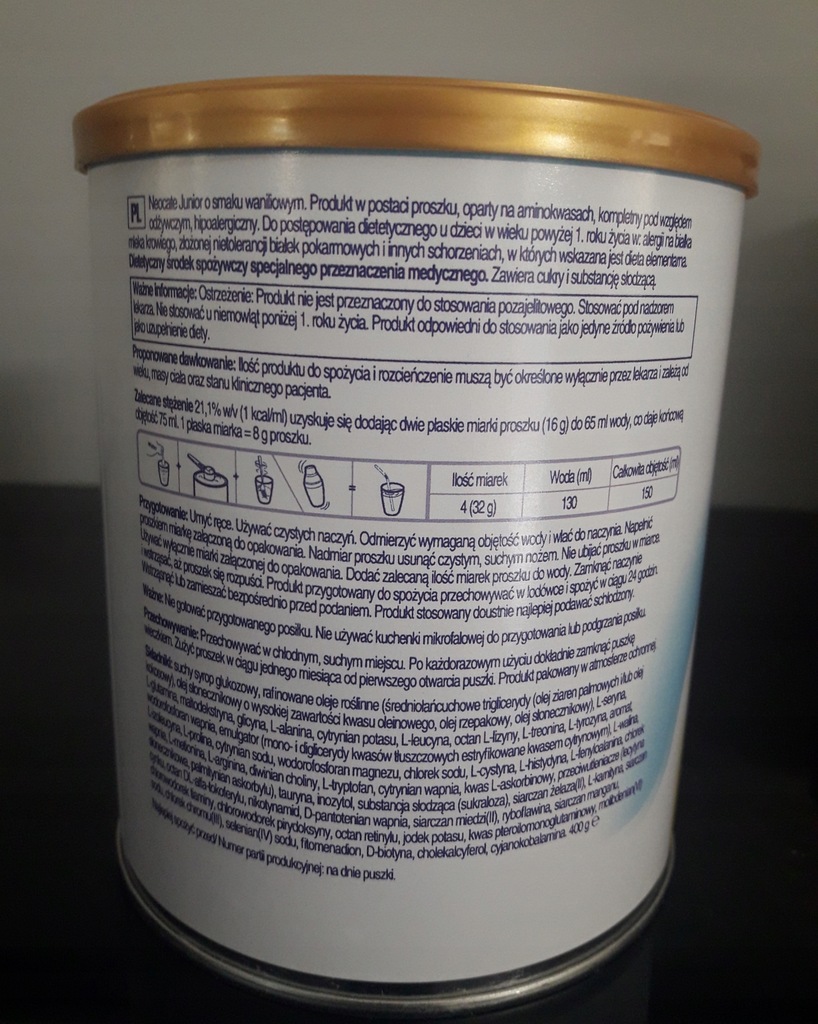 PL
Neocate Junior o smaku waniliowym. Produkt w postaci proszku, oparty na aminokwasach, kompletny pod względem
odżywczym, hipoalergiczny. Do postępowania dietetycznego u dzieci w wieku powyżej 1. roku życia w: alergii na białka
mleka krowiego, złożonej nietolerancji białek pokarmowych i innych schorzeniach, w których wskazana jest dieta elementarna.
Dietetyczny środek spożywczy specjalnego przeznaczenia medycznego. Zawiera cukry i substancję słodzącą.
Ważne informacje: Ostrzeżenie: Produkt nie jest przeznaczony do stosowania pozajelitowego. Stosować pod nadzorem
lekarza. Nie stosować u niemowląt poniżej 1. roku życia. Produkt odpowiedni do stosowania jako jedyne źródło pożywienia lub
jako uzupełnienie diety.
Proponowane dawkowanie: Ilość produktu do spożycia i rozcieńczenie muszą być określone wyłącznie przez lekarza i zależą od
wieku, masy ciała oraz stanu klinicznego pacjenta.
Zalecane stężenie 21,1% w/v (1 kcal/ml) uzyskuje się dodając dwie płaskie miarki proszku (16 g) do 65 ml wody, co daje końcową
objętość 75 ml. 1 płaska miarka = 8 g proszku.
+ = =
Ilość miarek Woda (ml) Całkowita objętość (ml)
4 (32 g) 130 150
Przygotowanie: Umyć ręce. Używać czystych naczyń. Odmierzyć wymaganą objętość wody i wlać do naczynia. Napełnić
proszkiem miarkę załączoną do opakowania. Nadmiar proszku usunąć czystym, suchym nożem. Nie ubijać proszku w miarce.
Używać wyłącznie miarki załączonej do opakowania. Dodać zalecaną ilość miarek proszku do wody. Zamknąć naczynie
i wstrząsać, aż proszek się rozpuści. Produkt przygotowany do spożycia przechowywać w lodówce i spożyć w ciągu 24 godzin.
Wstrząsnąć lub zamieszać bezpośrednio przed podaniem. Produkt stosowany doustnie najlepiej podawać schłodzony.
Ważne: Nie gotować przygotowanego posiłku. Nie używać kuchenki mikrofalowej do przygotowania lub podgrzania posiłku.
Przechowywanie: Przechowywać w chłodnym, suchym miejscu. Po każdorazowym użyciu dokładnie zamknąć puszkę
wieczkiem. Zużyć proszek w ciągu jednego miesiąca od pierwszego otwarcia puszki. Produkt pakowany w atmosferze ochronnej.
Składniki: suchy syrop glukozowy, rafinowane oleje roślinne (średniołańcuchowe triglicerydy (olej ziaren palmowych i/lub olej
kokosowy), olej słonecznikowy o wysokiej zawartości kwasu oleinowego, olej rzepakowy, olej słonecznikowy), L-seryna,
L-glutamina, maltodekstryna, glicyna, L-alanina, cytrynian potasu, L-leucyna, octan L-lizyny, L-treonina, L-tyrozyna, aromat,
wodorofosforan wapnia, emulgator (mono- i diglicerydy kwasów tłuszczowych estryfikowane kwasem cytrynowym), L-walina,
L-izoleucyna, L-prolina, cytrynian sodu, wodorofosforan magnezu, chlorek sodu, L-cystyna, L-histydyna, L-fenyloalanina, chlorek
wapnia, L-metionina, L-arginina, diwinian choliny, L-tryptofan, cytrynian wapnia, kwas L-askorbinowy, przeciwutleniacze (lecytyna
słonecznikowa, palmitynian askorbylu), tauryna, inozytol, substancja słodząca (sukraloza), siarczan żelaza(II), L-karnityna, siarczan
cynku, octan DL-alfa-tokoferylu, nikotynamid, D-pantotenian wapnia, siarczan miedzi(II), ryboflawina, siarczan manganu,
chlorowodorek tiaminy, chlorowodorek pirydoksyny, octan retinylu, jodek potasu, kwas pteroilomonoglutaminowy, molibdenian(VI)
sodu, chlorek chromu(III), selenian(IV) sodu, fitomenadion, D-biotyna, cholekalcyferol, cyjanokobalamina. 400 g e
Najlepiej spożyć przed/ Numer partii produkcyjnej: na dnie puszki.